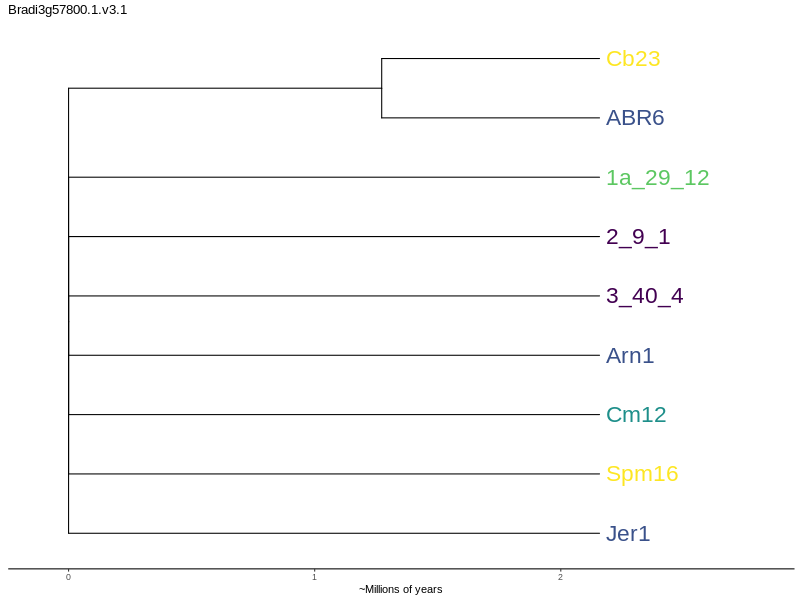 Bradi3g57800.1.v3.1
Cb23
ABR6
1a_29_12
2_9_1
3_40_4
Arn1
Cm12
Spm16
Jer1
0 1 2
~Millions of years